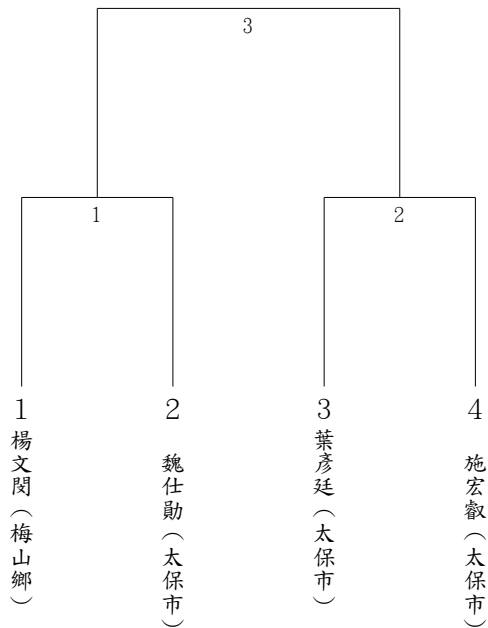 3
1
2
1 楊文閔（梅山鄉）
2 魏仕勛（太保市）
3 葉彥廷（太保市）
4 施宏叡（太保市）